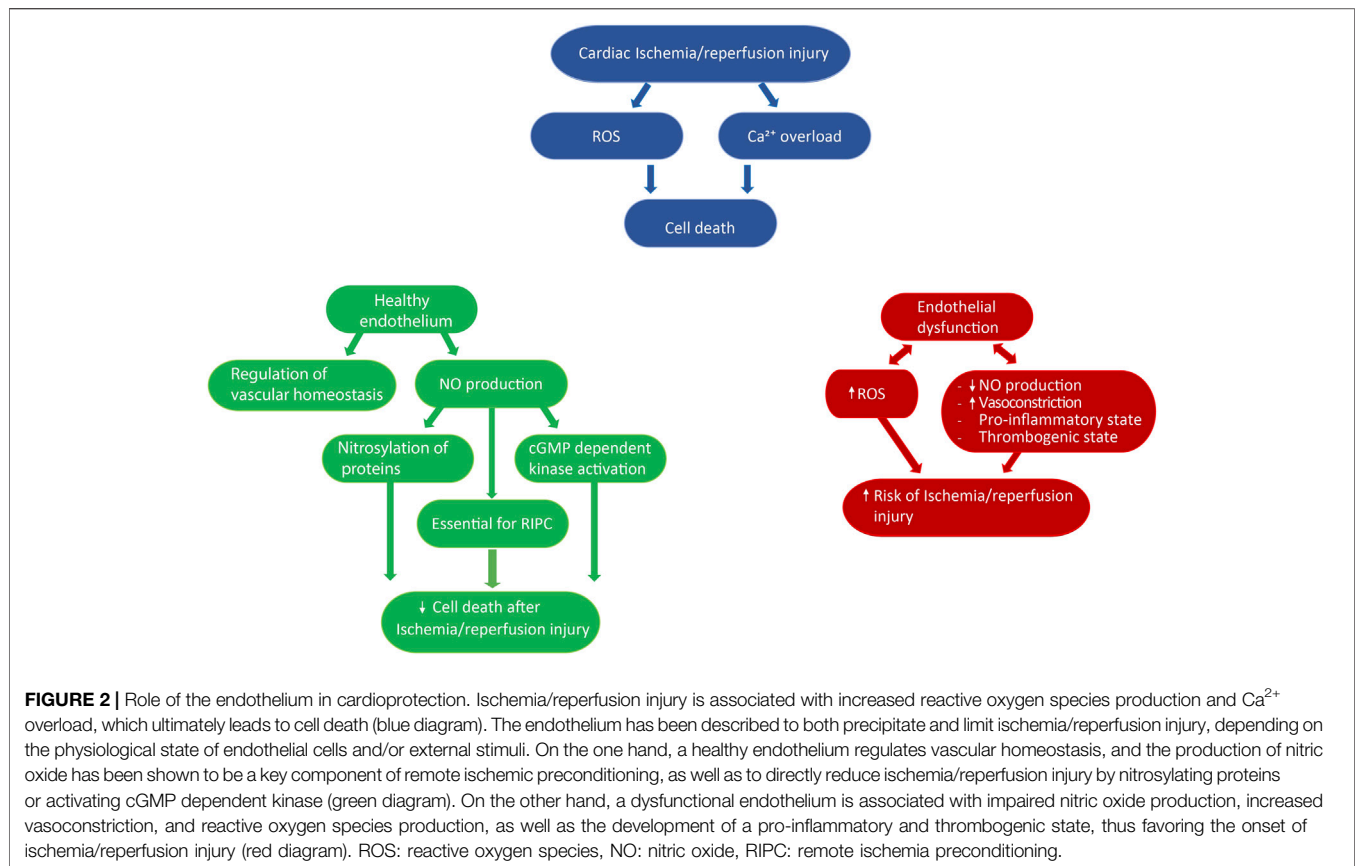 Cardiac Ischemia/reperfusion injury
ROS
Ca²⁺ overload
Cell death
Healthy
endothelium
Regulation of
vascular homeostasis
NO production
Nitrosylation of
proteins
cGMP dependent
kinase activation
Essential for RIPC
↓ Cell death after
Ischemia/reperfusion injury
Endothelial
dysfunction
↑ROS
- ↓ NO production
- ↑ Vasoconstriction
- Pro-inflammatory state
- Thrombogenic state
↑ Risk of Ischemia/reperfusion
injury
FIGURE 2 | Role of the endothelium in cardioprotection. Ischemia/reperfusion injury is associated with increased reactive oxygen species production and Ca²⁺
overload, which ultimately leads to cell death (blue diagram). The endothelium has been described to both precipitate and limit ischemia/reperfusion injury, depending on
the physiological state of endothelial cells and/or external stimuli. On the one hand, a healthy endothelium regulates vascular homeostasis, and the production of nitric
oxide has been shown to be a key component of remote ischemic preconditioning, as well as to directly reduce ischemia/reperfusion injury by nitrosylating proteins
or activating cGMP dependent kinase (green diagram). On the other hand, a dysfunctional endothelium is associated with impaired nitric oxide production, increased
vasoconstriction, and reactive oxygen species production, as well as the development of a pro-inflammatory and thrombogenic state, thus favoring the onset of
ischemia/reperfusion injury (red diagram). ROS: reactive oxygen species, NO: nitric oxide, RIPC: remote ischemia preconditioning.